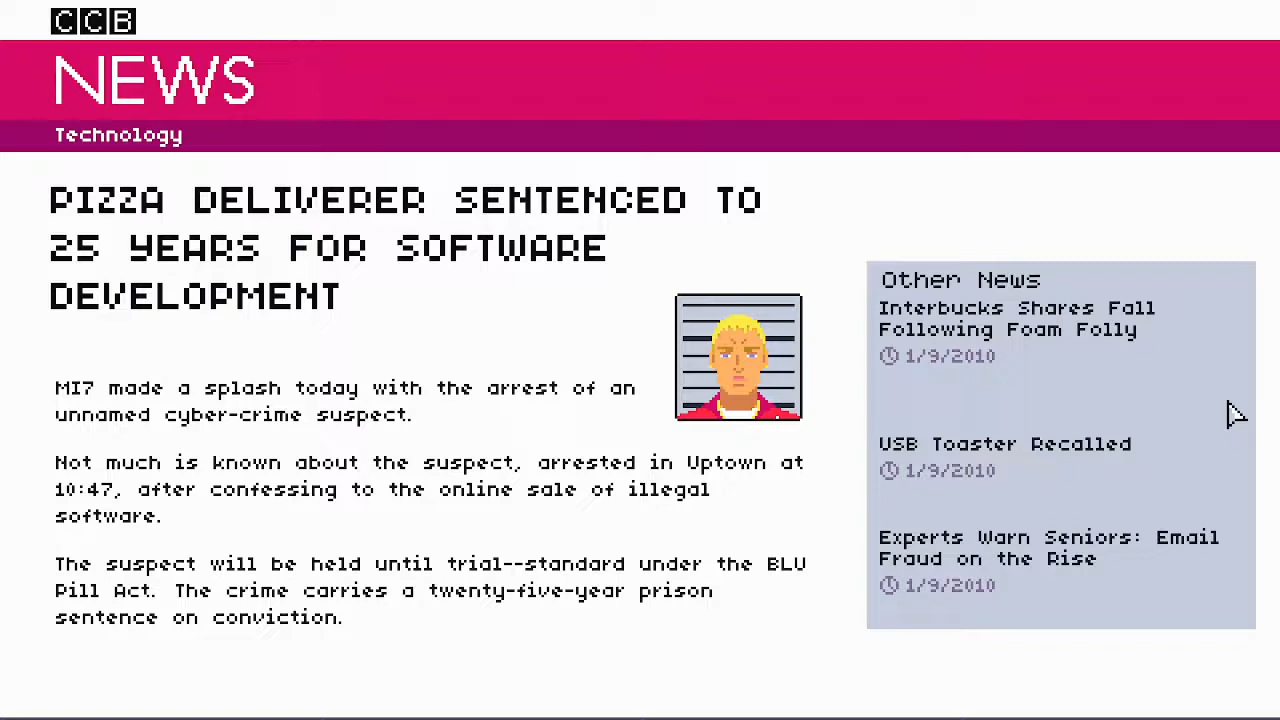 CCB
NEWS
Technology
PIZZA DELIVERER SENTENCED TO
25 YEARS FOR SOFTWARE
DEVELOPMENT
MI7 made a splash today with the arrest of an
unnamed cyber-crime suspect.
Not much is known about the suspect, arrested in Uptown at
10:47, after confessing to the online sale of illegal
software.
The suspect will be held until trial--standard under the BLU
Pill Act. The crime carries a twenty-five-year prison
sentence on conviction.
Other News
Interbucks Shares Fall
Following Foam Folly
1/9/2010
USB Toaster Recalled
1/9/2010
Experts Warn Seniors: Email
Fraud on the Rise
1/9/2010